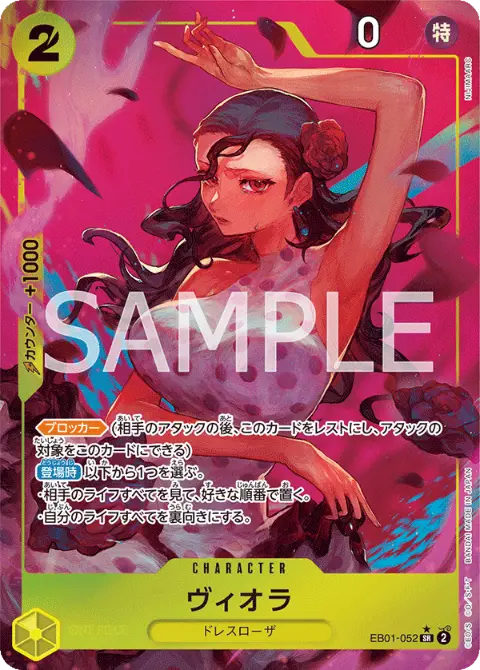 2
0
特
NIJIMAARC
カウンター +1000
SAMPLE
ブロッカー (相手のアタックの後、このカードをレストにし、アタックの
対象をこのカードにできる)
登場時 以下から1つを選ぶ。
・相手のライフすべてを見て、好きな順番で置く。
・自分のライフすべてを裏向きにする。
CHARACTER
ヴィオラ
ドレスローザ
EB01-052 SR ★ 2
BANDAI MADE IN JAPAN